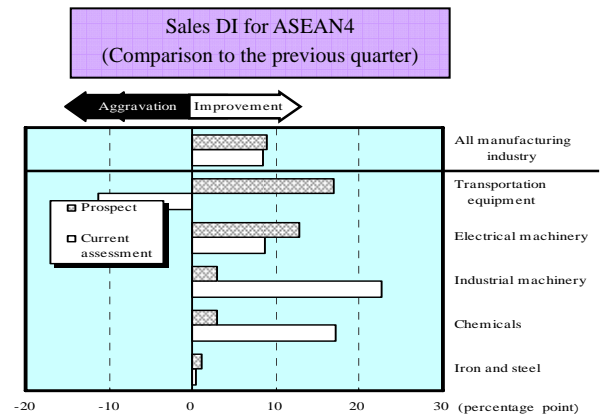 Sales DI for ASEAN4
(Comparison to the previous quarter)
Aggravation Improvement
All manufacturing
industry
Transportation
equipment
Prospect
Current
assessment
Electrical machinery
Industrial machinery
Chemicals
Iron and steel
-20 -10 0 10 20 30 (percentage point)